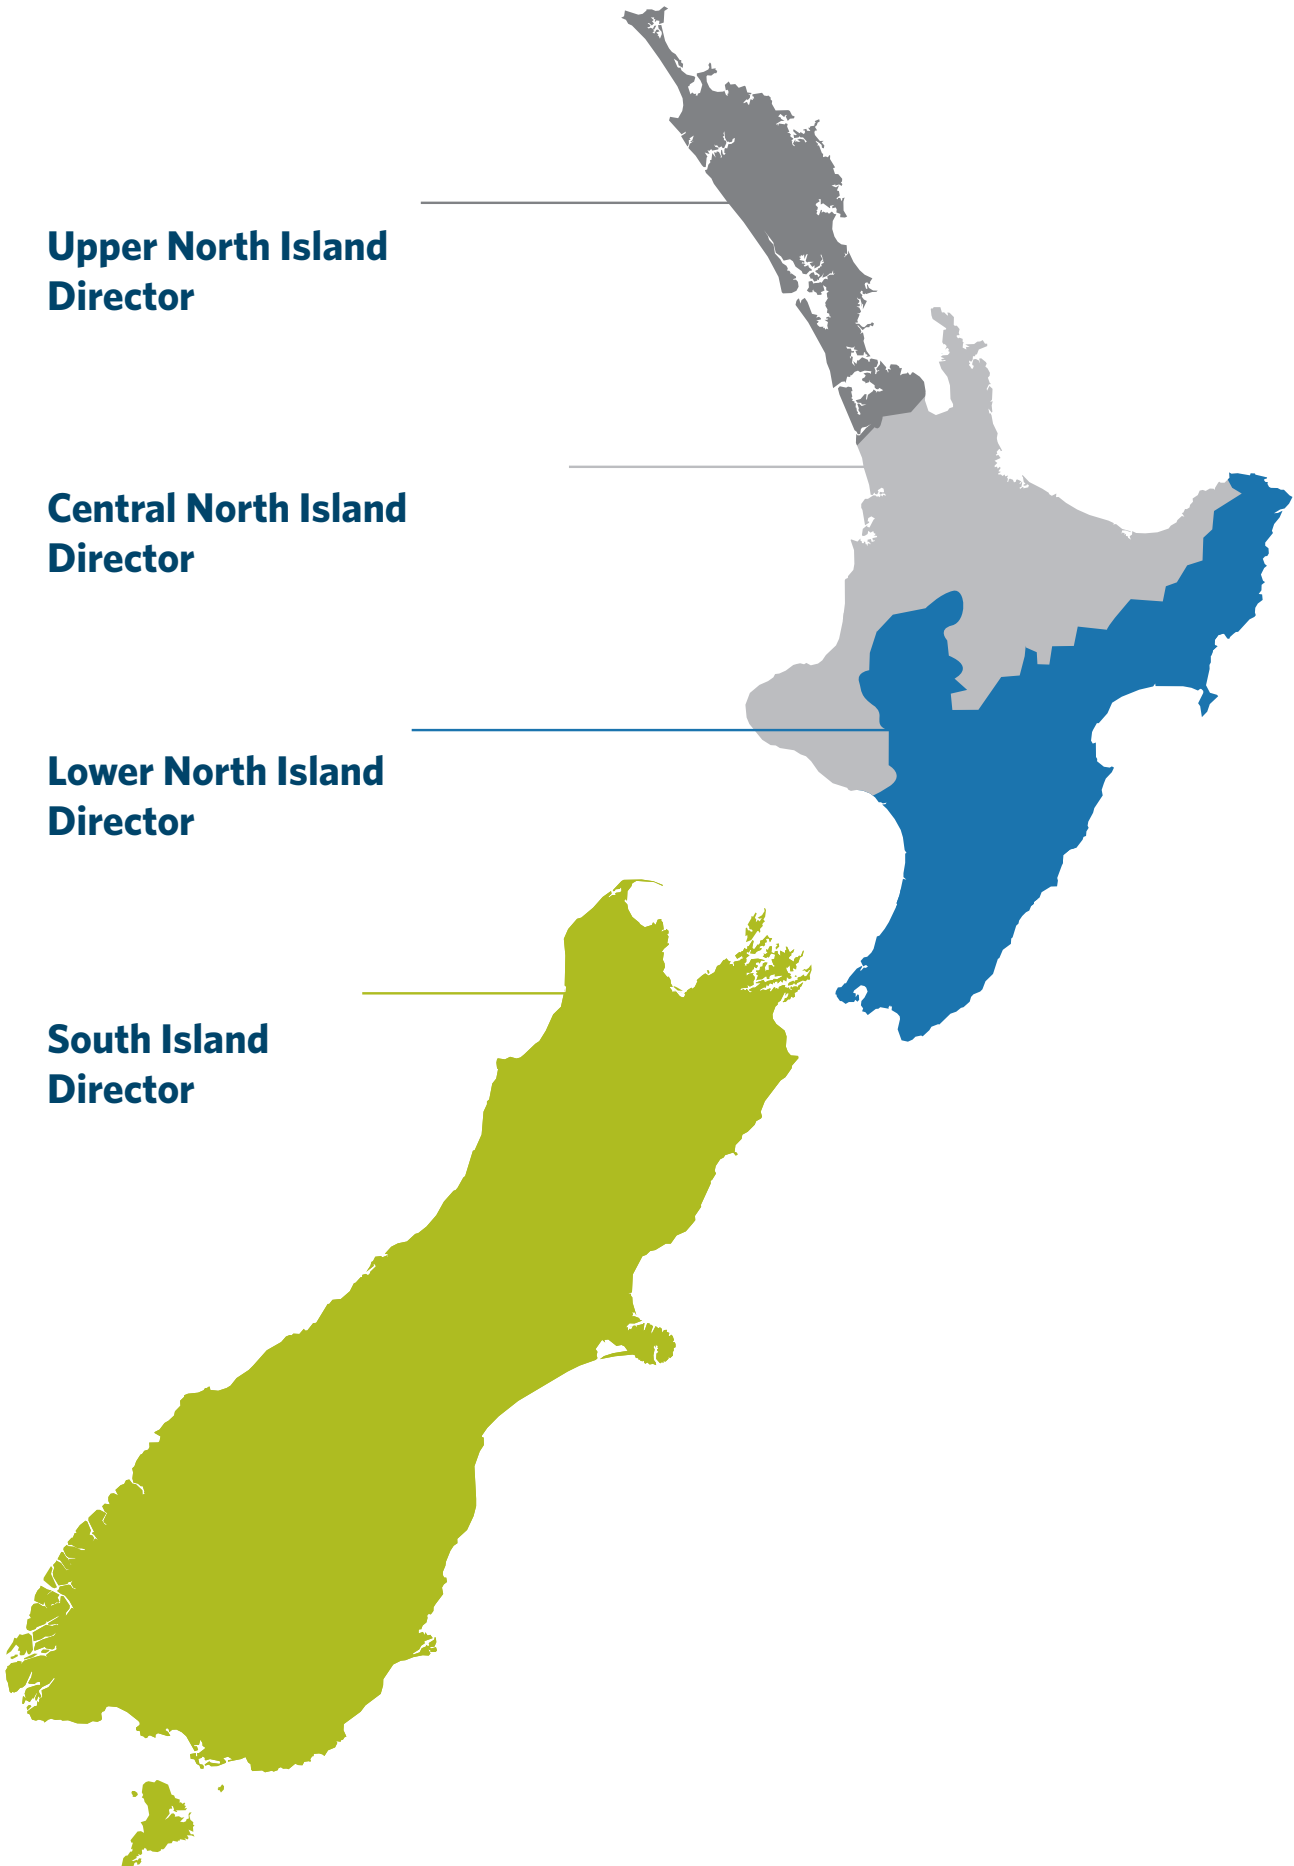 Upper North Island
Director
Central North Island
Director
Lower North Island
Director
South Island
Director